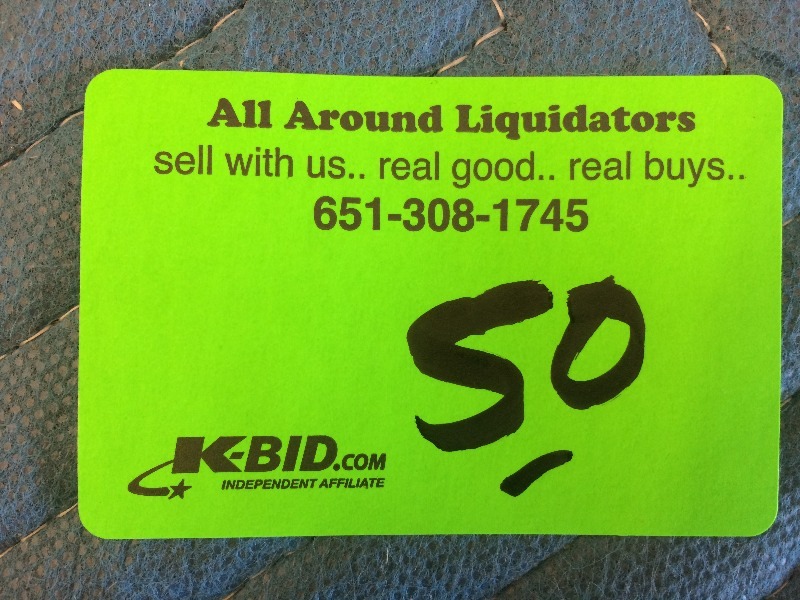 All Around Liquidators
sell with us.. real good.. real buys..
651-308-1745
50
K-BID.COM
INDEPENDENT AFFILIATE